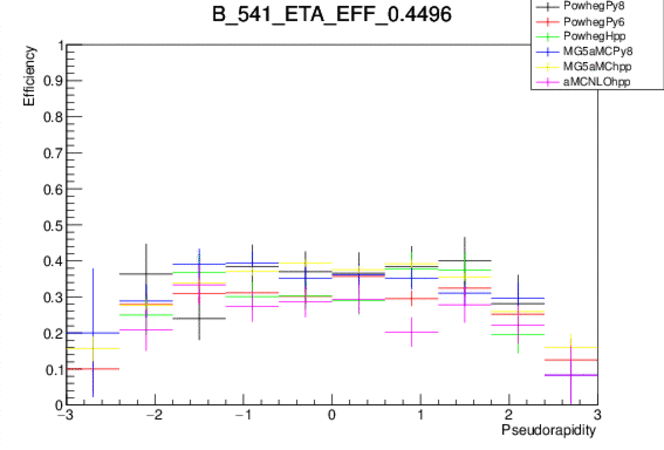 B_541_ETA_EFF_0.4496
PowhegPy8
PowhegPy6
PowhegHpp
MG5aMCPy8
MG5aMChpp
aMCNLOhpp
Efficiency
1
0.9
0.8
0.7
0.6
0.5
0.4
0.3
0.2
0.1
0
−3 −2 −1 0 1 2 3
Pseudorapidity